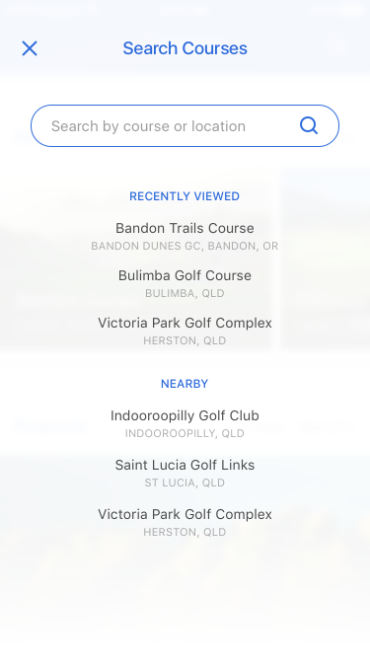 Search Courses
Search by course or location
RECENTLY VIEWED
Bandon Trails Course
BANDON DUNES GC, BANDON, OR
Bulimba Golf Course
BULIMBA, QLD
Victoria Park Golf Complex
HERSTON, QLD
NEARBY
Indooroopilly Golf Club
INDOOROOPILLY, QLD
Saint Lucia Golf Links
ST LUCIA, QLD
Victoria Park Golf Complex
HERSTON, QLD